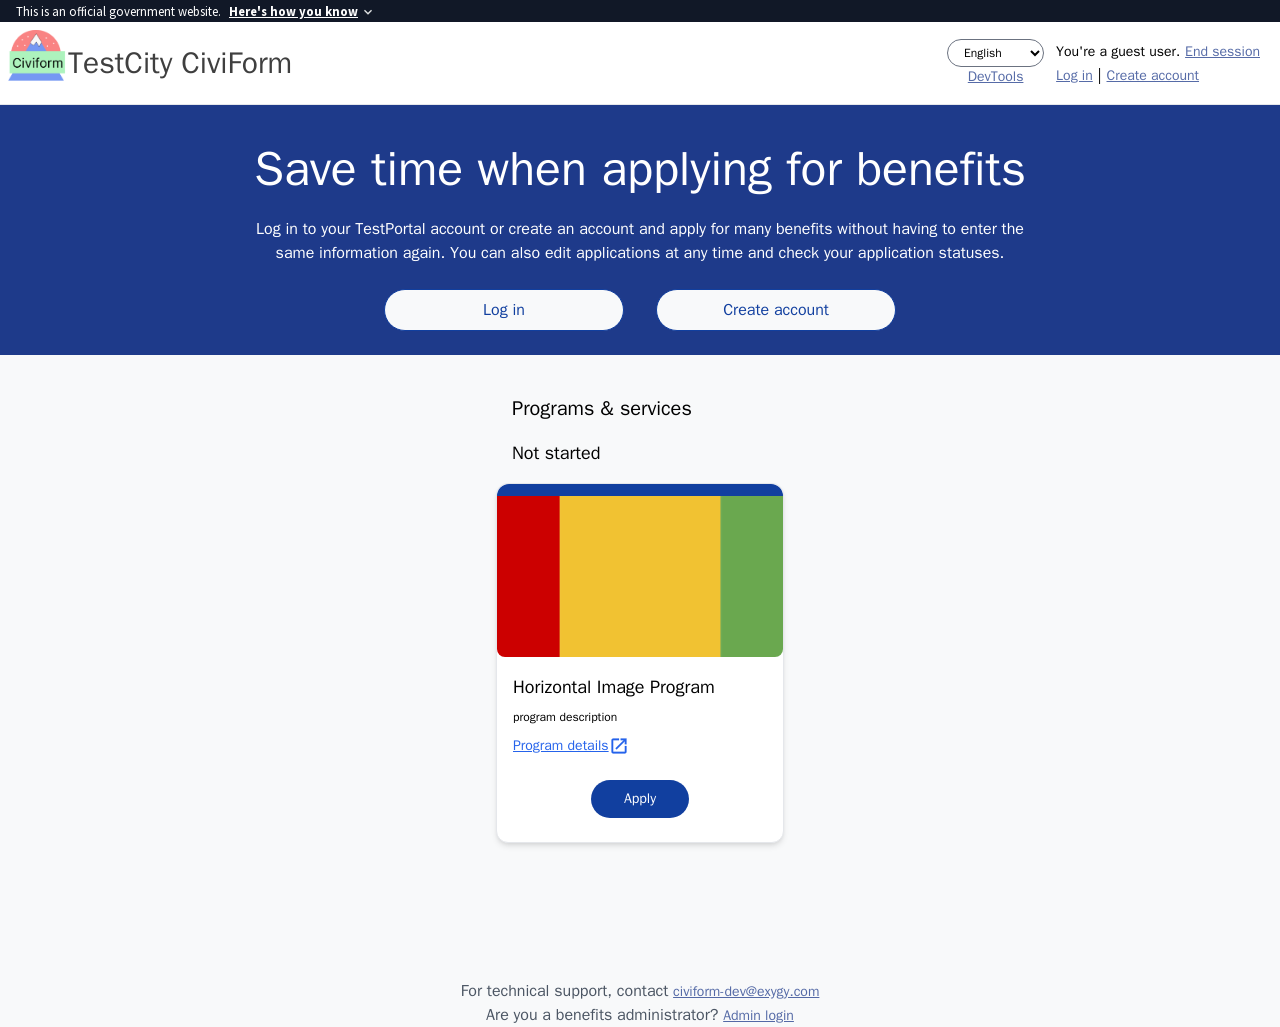 This is an official government website. Here's how you know
Civiform
TestCity CiviForm
English
DevTools
You're a guest user. End session
Log in | Create account
Save time when applying for benefits
Log in to your TestPortal account or create an account and apply for many benefits without having to enter the
same information again. You can also edit applications at any time and check your application statuses.
Log in
Create account
Programs & services
Not started
Horizontal Image Program
program description
Program details
Apply
For technical support, contact civiform-dev@exygy.com
Are you a benefits administrator? Admin login